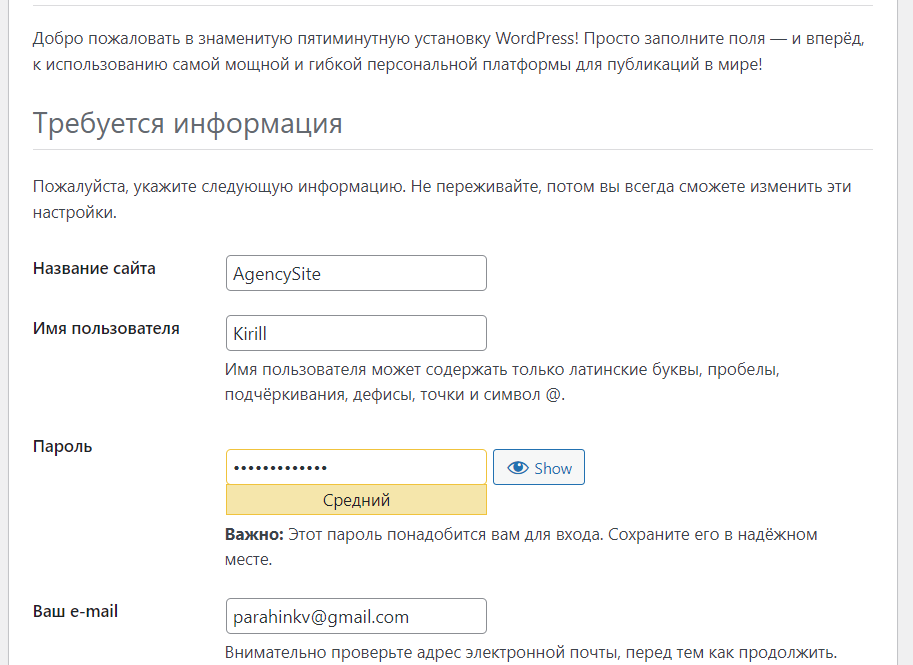 Добро пожаловать в знаменитую пятиминутную установку WordPress! Просто заполните поля — и вперёд,
к использованию самой мощной и гибкой персональной платформы для публикаций в мире!
Требуется информация
Пожалуйста, укажите следующую информацию. Не переживайте, потом вы всегда сможете изменить эти
настройки.
Название сайта
AgencySite
Имя пользователя
Kirill
Имя пользователя может содержать только латинские буквы, пробелы,
подчёркивания, дефисы, точки и символ @.
Пароль
•••••••••••••
Show
Средний
Важно: Этот пароль понадобится вам для входа. Сохраните его в надёжном
месте.
Ваш e-mail
parahinkv@gmail.com
Внимательно проверьте адрес электронной почты, перед тем как продолжить.